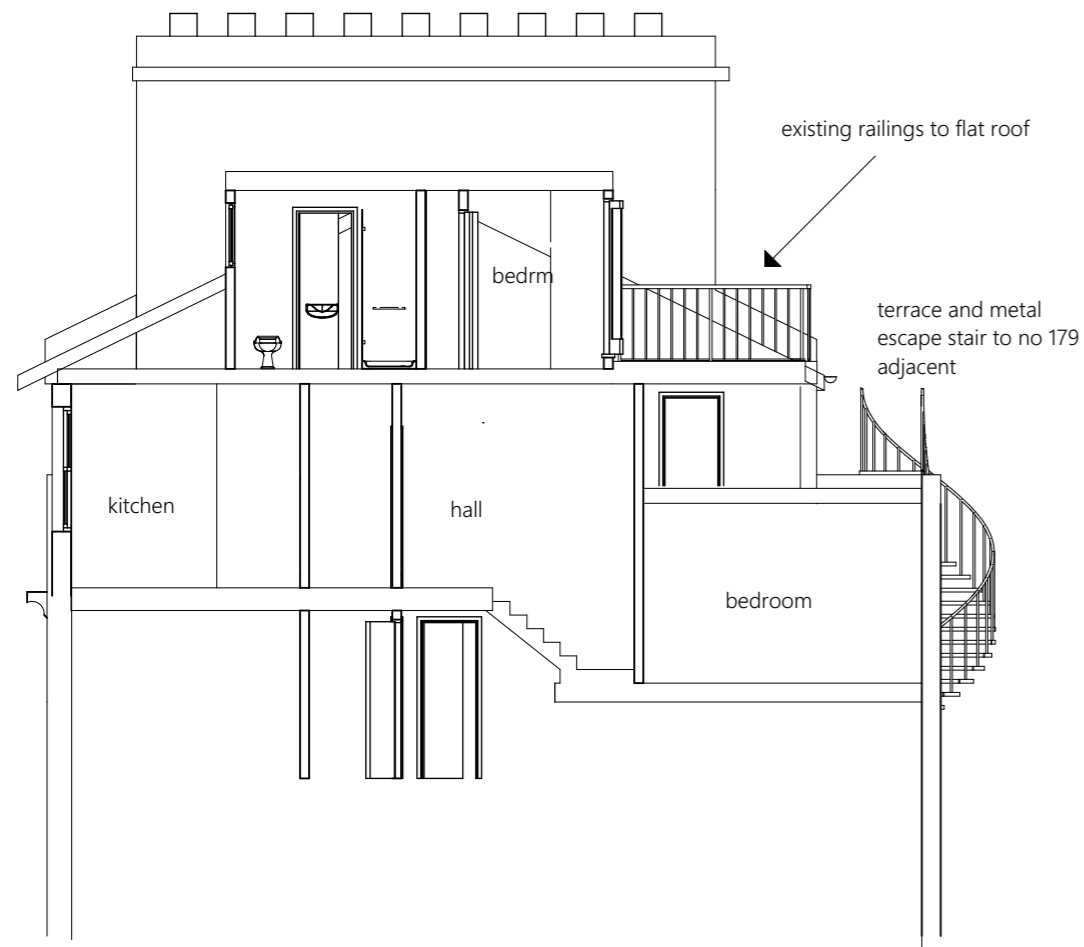 existing railings to flat roof
bedrm
terrace and metal
escape stair to no 179
adjacent
kitchen
hall
bedroom